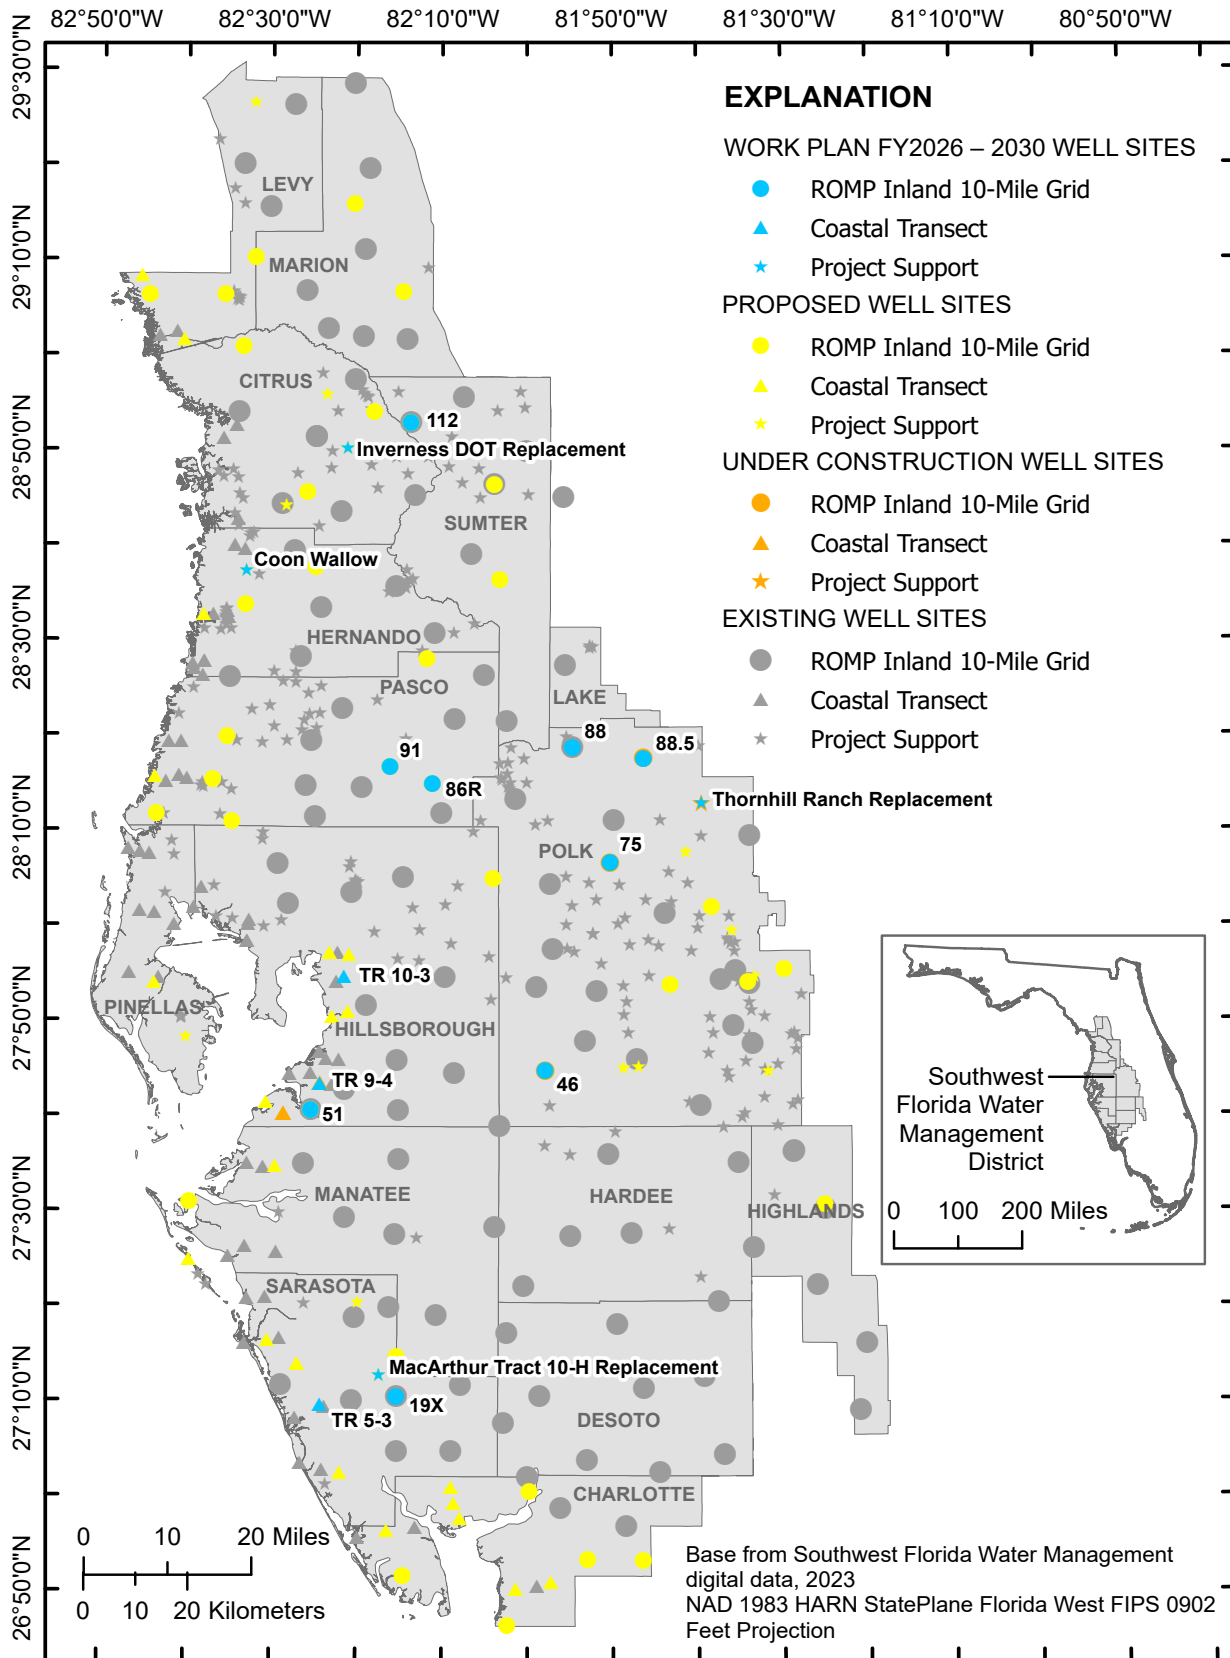 82°50'0"W 82°30'0"W 82°10'0"W 81°50'0"W 81°30'0"W 81°10'0"W 80°50'0"W
29°30'0"N
29°10'0"N
28°50'0"N
28°30'0"N
28°10'0"N
27°50'0"N
27°30'0"N
27°10'0"N
26°50'0"N
EXPLANATION
WORK PLAN FY2026 – 2030 WELL SITES
ROMP Inland 10-Mile Grid
Coastal Transect
Project Support
PROPOSED WELL SITES
ROMP Inland 10-Mile Grid
Coastal Transect
Project Support
UNDER CONSTRUCTION WELL SITES
ROMP Inland 10-Mile Grid
Coastal Transect
Project Support
EXISTING WELL SITES
ROMP Inland 10-Mile Grid
Coastal Transect
Project Support
LEVY
MARION
CITRUS
112
Inverness DOT Replacement
SUMTER
Coon Wallow
HERNANDO
PASCO
LAKE
88
88.5
91
86R
Thornhill Ranch Replacement
POLK
75
TR 10-3
PINELLAS
HILLSBOROUGH
46
TR 9-4
51
MANATEE
HARDEE
HIGHLANDS
SARASOTA
MacArthur Tract 10-H Replacement
19X
TR 5-3
DESOTO
CHARLOTTE
Southwest
Florida Water
Management
District
0 100 200 Miles
0 10 20 Miles
0 10 20 Kilometers
Base from Southwest Florida Water Management
digital data, 2023
NAD 1983 HARN StatePlane Florida West FIPS 0902
Feet Projection